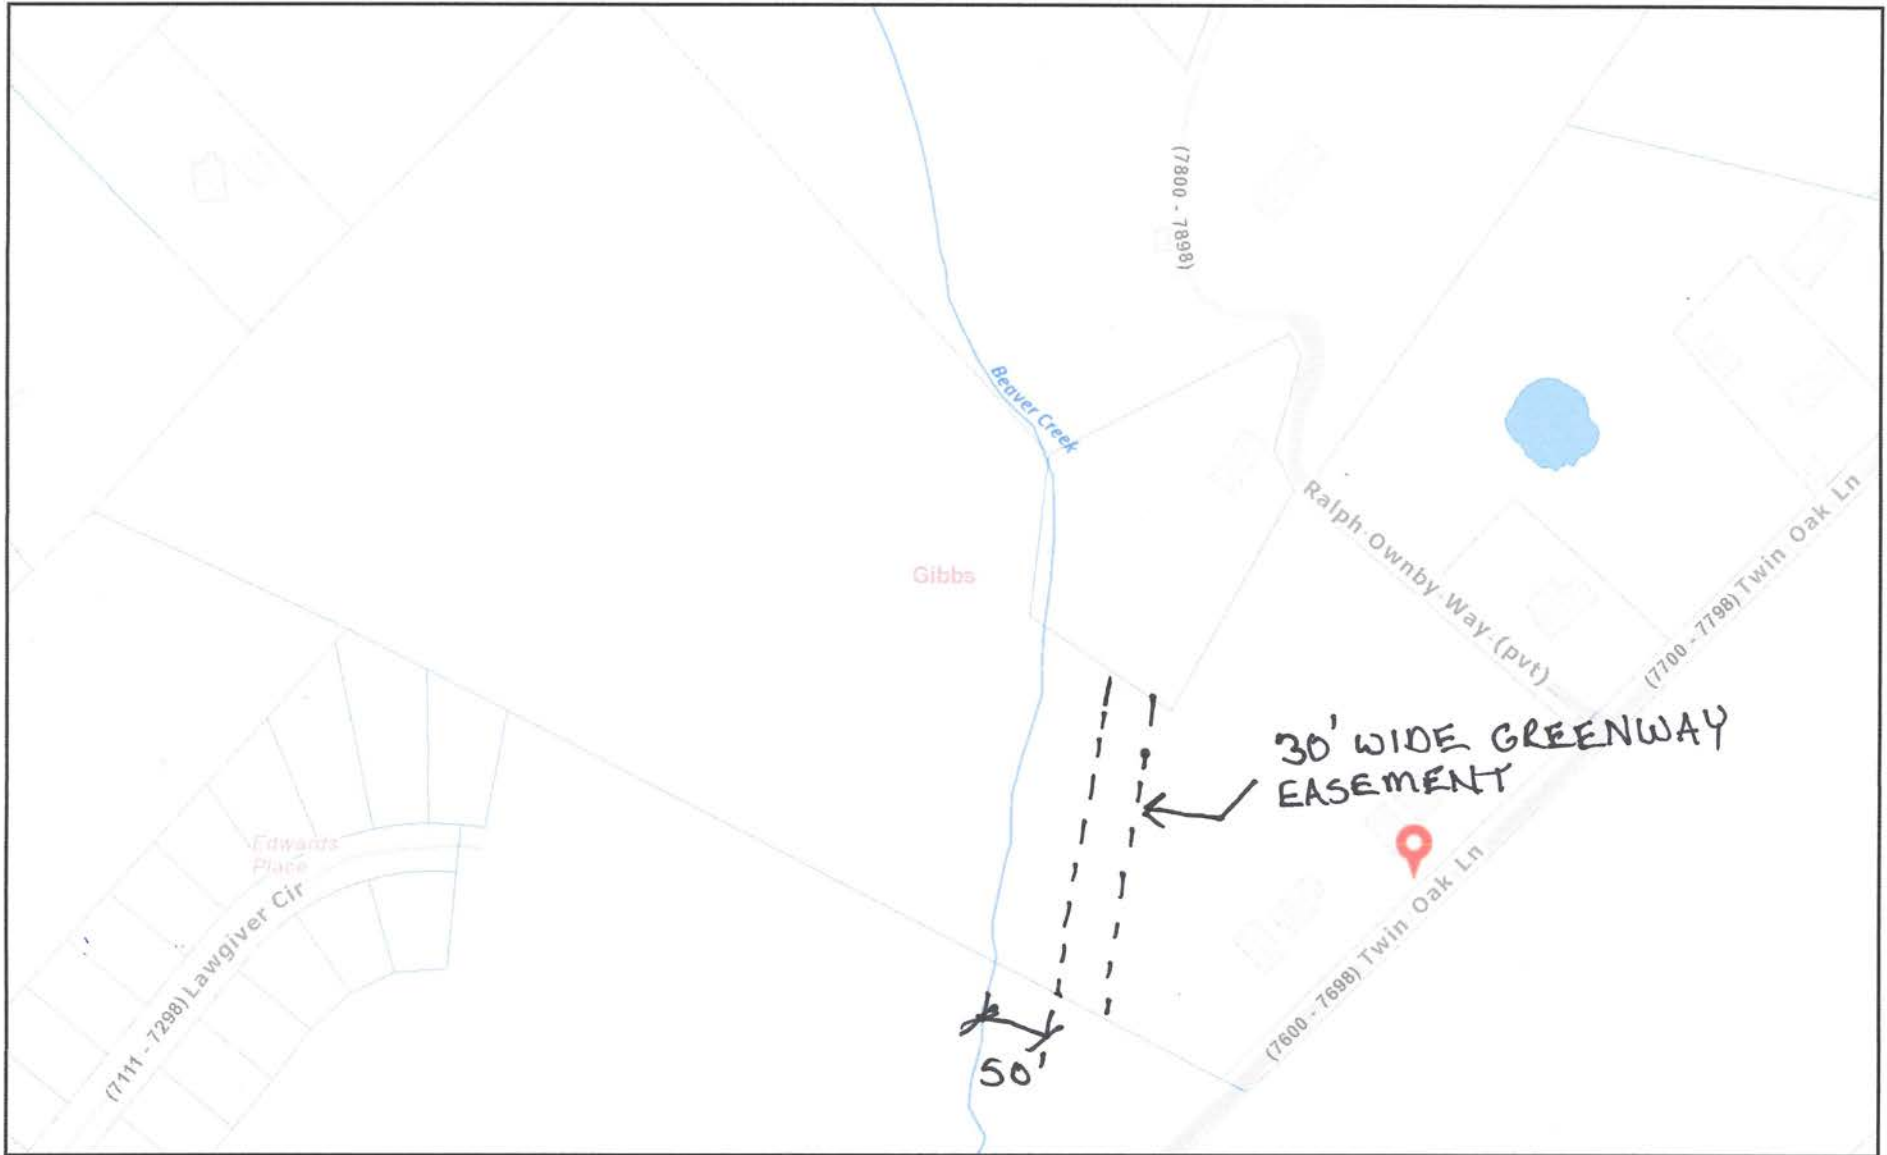 (7800 - 7898)
Beaver Creek
Gibbs
Ralph Ownby Way (pvt)
(7700 - 7798) Twin Oak Ln
30' WIDE GREENWAY
EASEMENT
Edwards
Place
(7111 - 7298) Lawgiver Cir
(7600 - 7698) Twin Oak Ln
50'